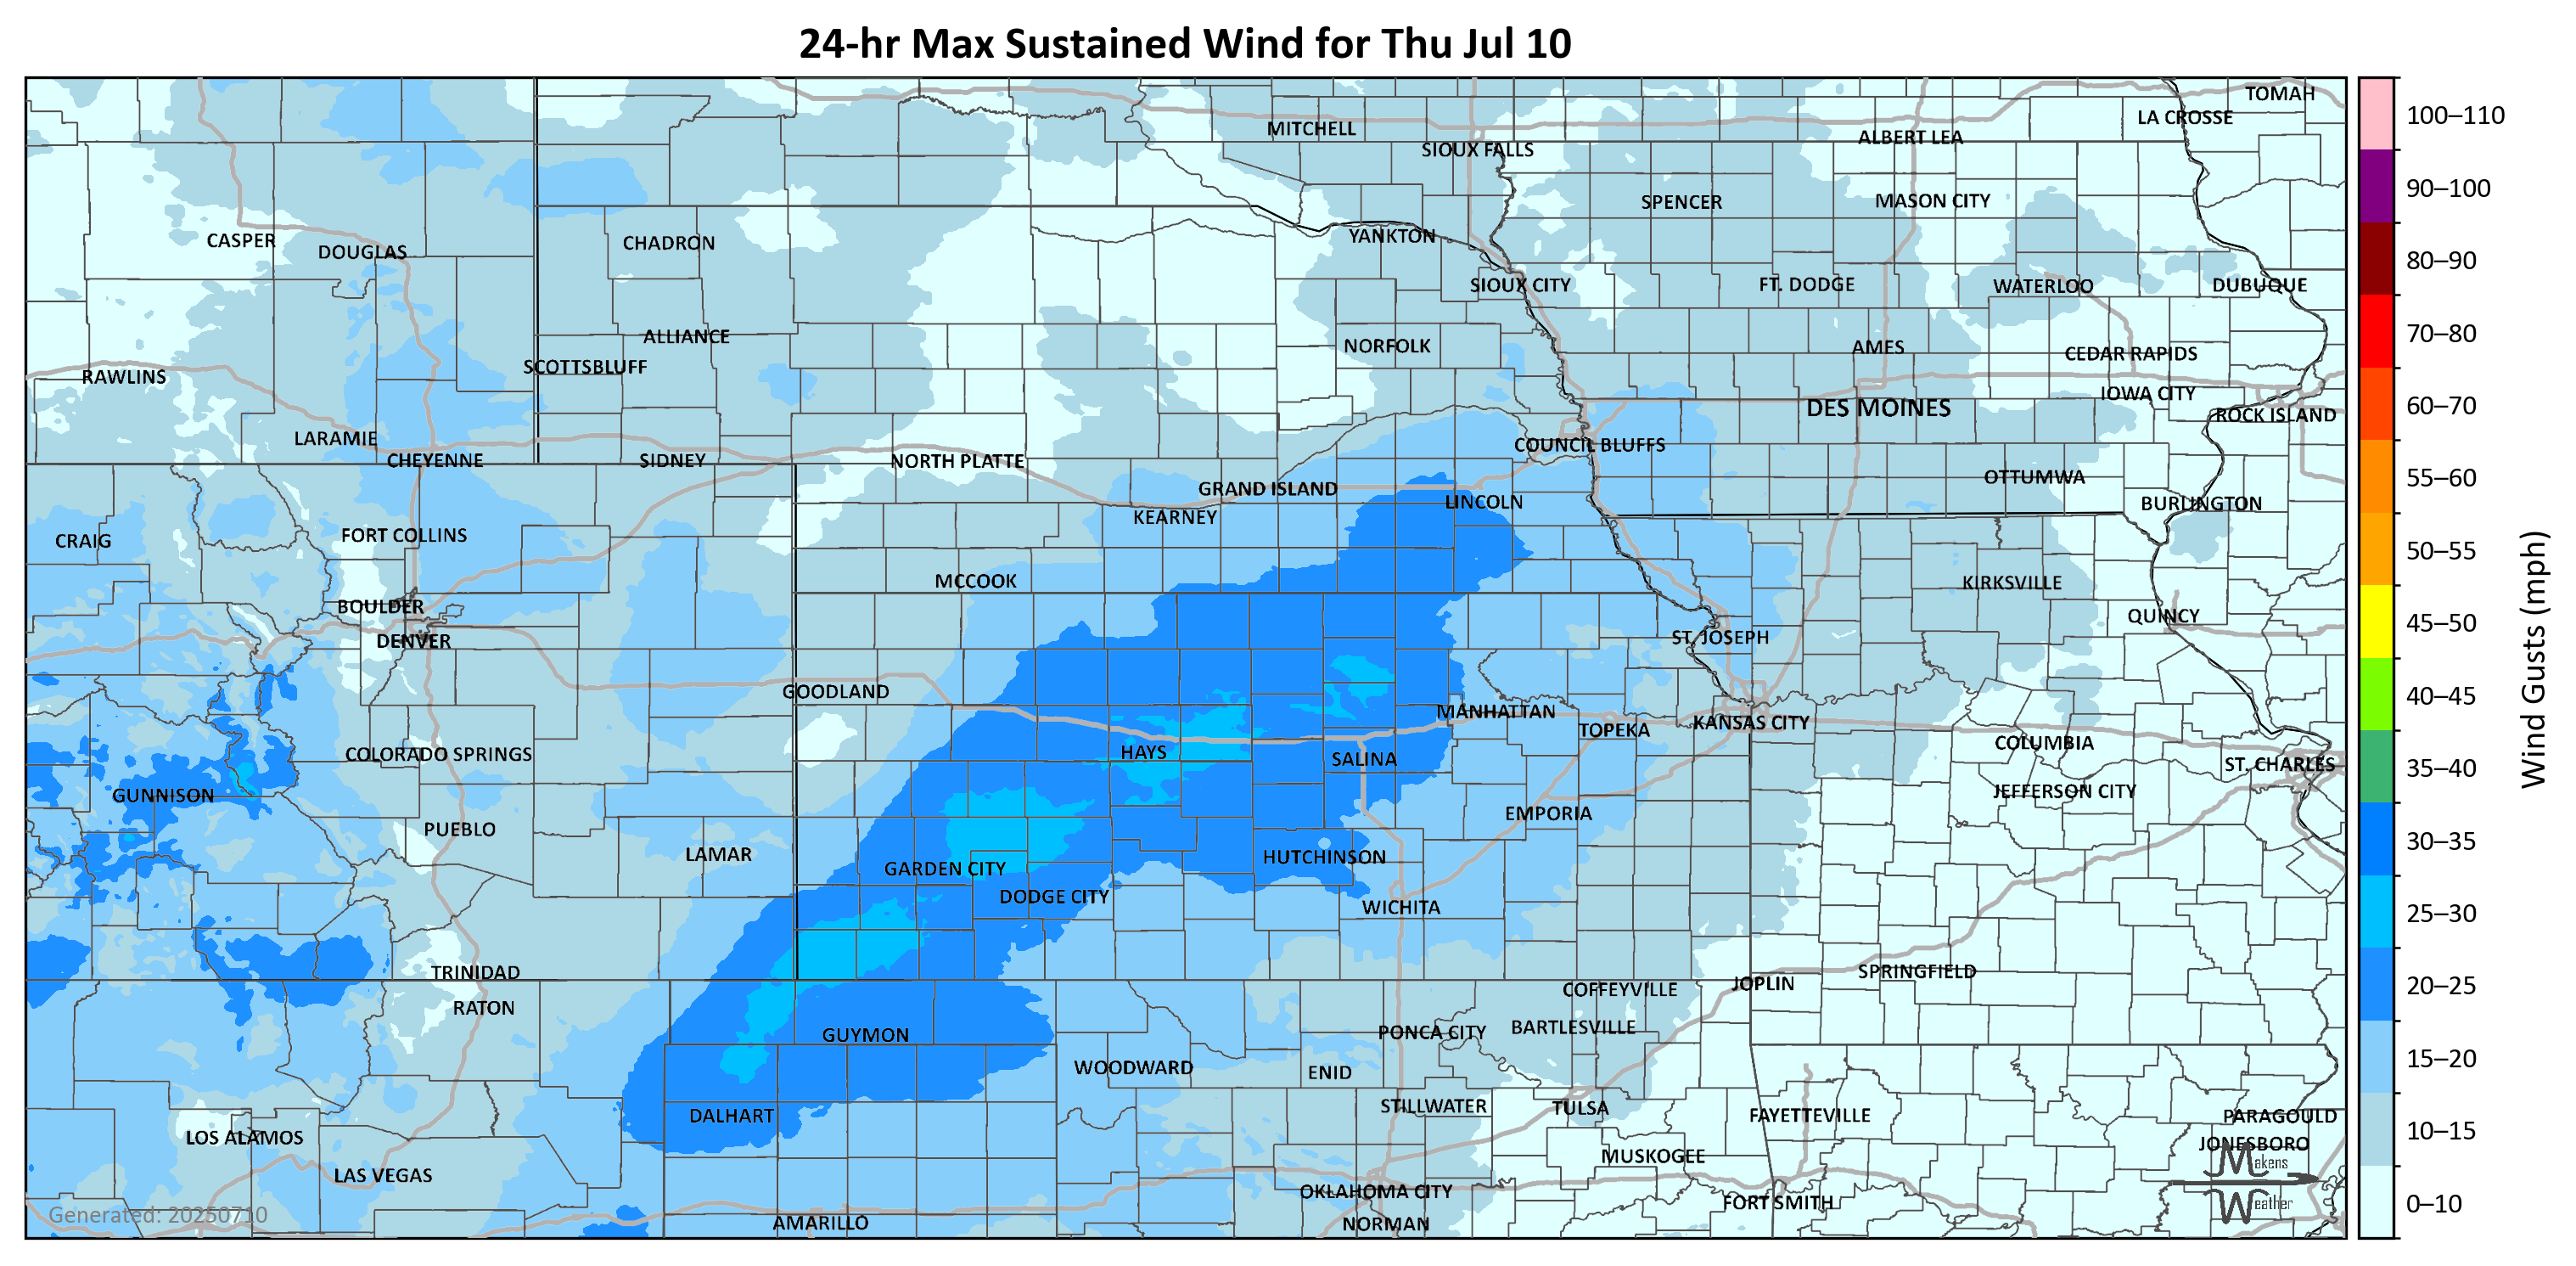 24-hr Max Sustained Wind for Thu Jul 10
TOMAH
LA CROSSE
MITCHELL
ALBERT LEA
SIOUX FALLS
SPENCER
MASON CITY
CASPER
DOUGLAS
CHADRON
YANKTON
SIOUX CITY
FT. DODGE
WATERLOO
DUBUQUE
ALLIANCE
NORFOLK
AMES
CEDAR RAPIDS
SCOTTSBLUFF
RAWLINS
IOWA CITY
DES MOINES
ROCK ISLAND
LARAMIE
COUNCIL BLUFFS
CHEYENNE
SIDNEY
NORTH PLATTE
OTTUMWA
GRAND ISLAND
LINCOLN
BURLINGTON
KEARNEY
CRAIG
FORT COLLINS
MCCOOK
KIRKSVILLE
BOULDER
QUINCY
DENVER
ST. JOSEPH
GOODLAND
MANHATTAN
TOPEKA
KANSAS CITY
COLUMBIA
COLORADO SPRINGS
HAYS
SALINA
ST. CHARLES
GUNNISON
JEFFERSON CITY
EMPORIA
PUEBLO
LAMAR
HUTCHINSON
GARDEN CITY
DODGE CITY
WICHITA
TRINIDAD
SPRINGFIELD
JOPLIN
COFFEYVILLE
RATON
BARTLESVILLE
PONCA CITY
GUYMON
WOODWARD
ENID
STILLWATER
TULSA
DALHART
FAYETTEVILLE
PARAGOULD
LOS ALAMOS
JONESBORO
MUSKOGEE
LAS VEGAS
OKLAHOMA CITY
FORT SMITH
AMARILLO
NORMAN
Generated: 20250710
Makens
Weather
100–110
90–100
80–90
70–80
60–70
55–60
50–55
45–50
40–45
35–40
30–35
25–30
20–25
15–20
10–15
0–10
Wind Gusts (mph)